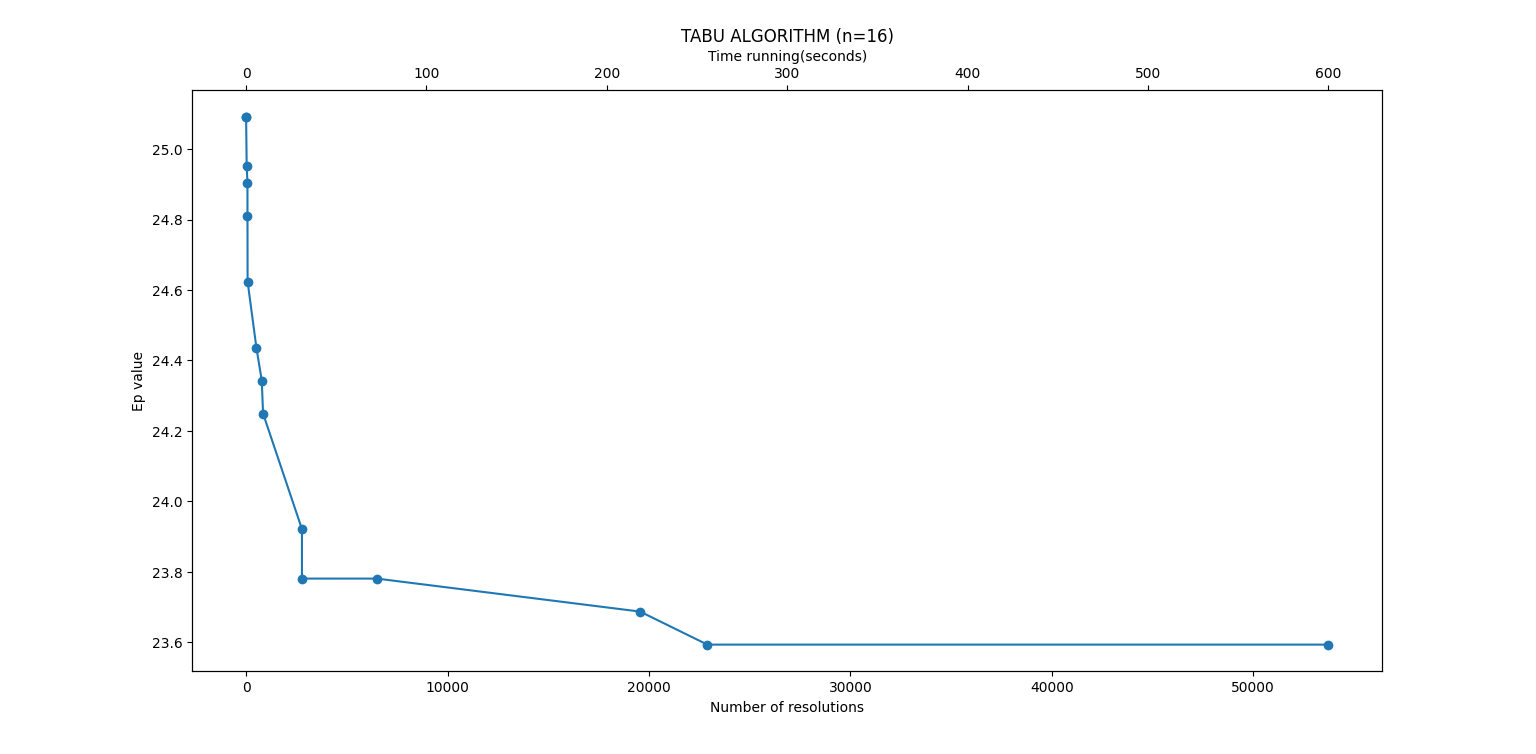 TABU ALGORITHM (n=16)
Time running(seconds)
0 100 200 300 400 500 600
25.0
24.8
24.6
24.4
Ep value
24.2
24.0
23.8
23.6
0 10000 20000 30000 40000 50000
Number of resolutions